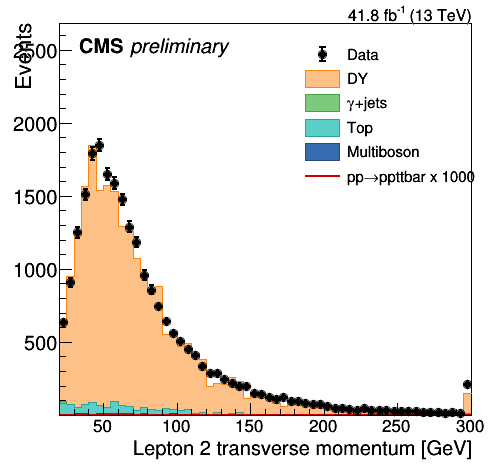 41.8 fb⁻¹ (13 TeV)
Events
CMS preliminary
Data
DY
γ+jets
Top
Multiboson
pp→ppttbar x 1000
2500
2000
1500
1000
500
50 100 150 200 250 300
Lepton 2 transverse momentum [GeV]